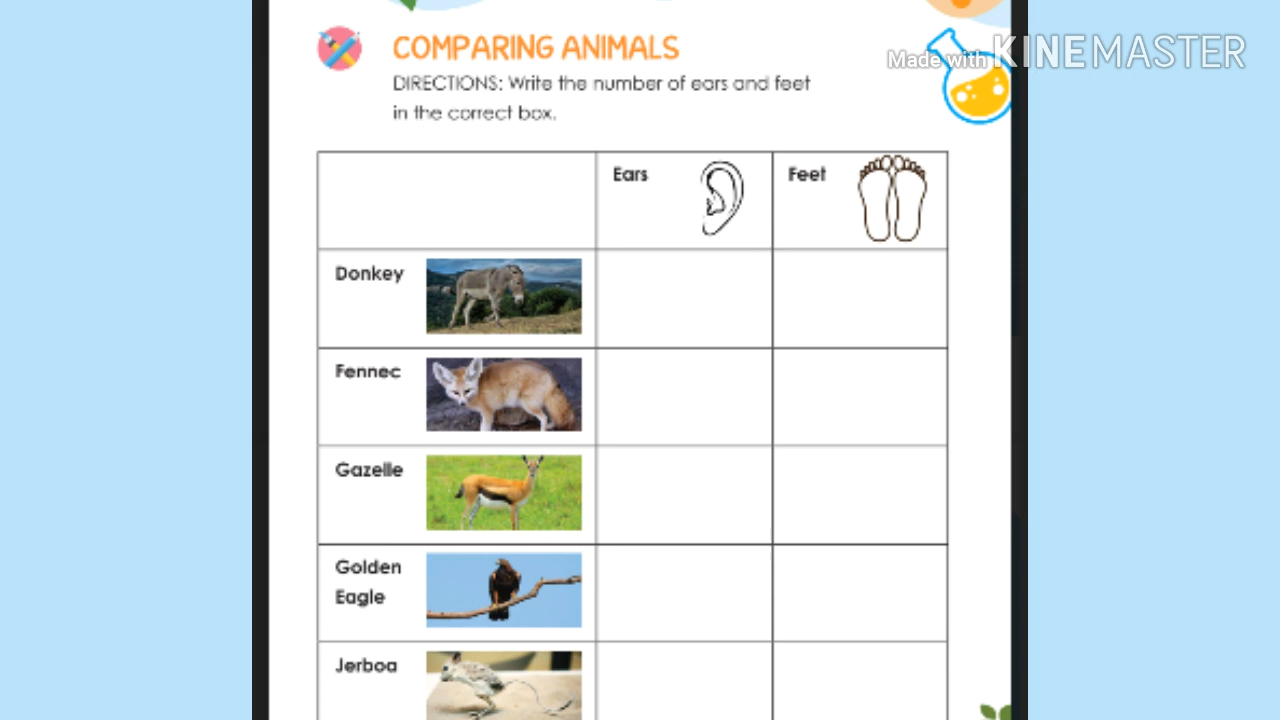 Made with KINEMASTER
COMPARING ANIMALS
DIRECTIONS: Write the number of ears and feet
in the correct box.
Ears
Feet
Donkey
Fennec
Gazelle
Golden
Eagle
Jerboa